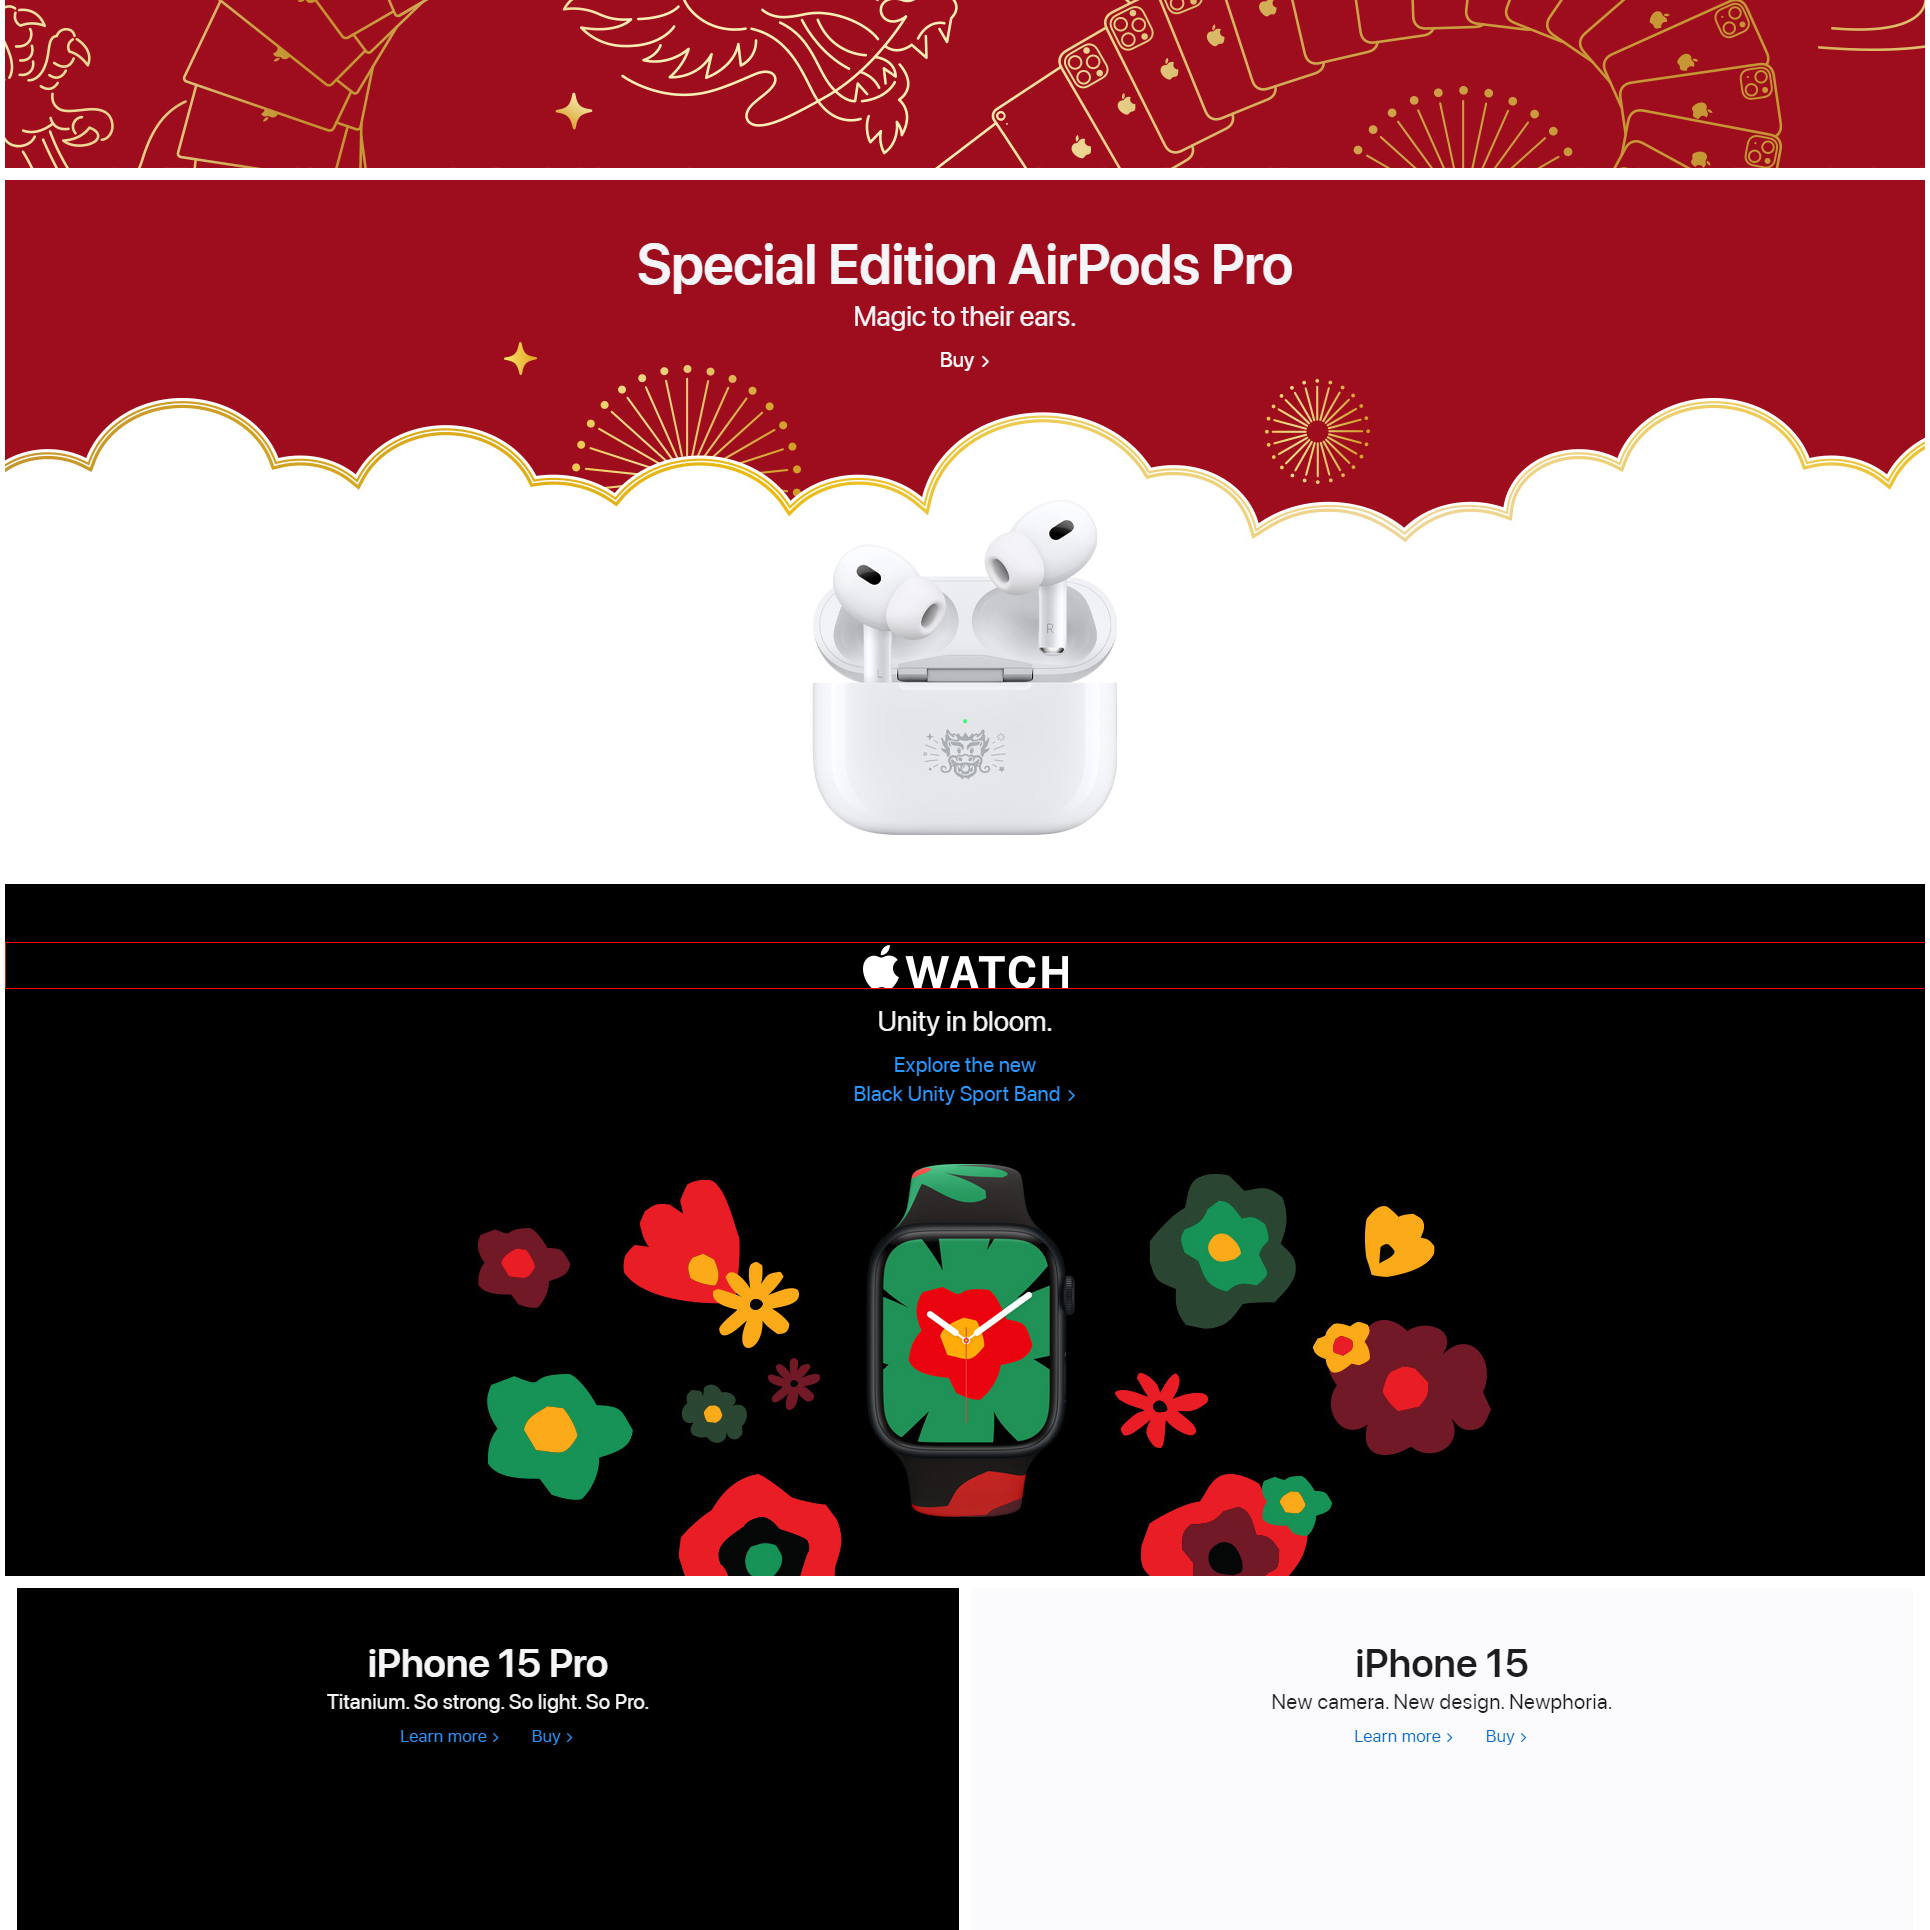 Special Edition AirPods Pro
Magic to their ears.
Buy >
R
L
WATCH
Unity in bloom.
Explore the new
Black Unity Sport Band >
iPhone 15 Pro
Titanium. So strong. So light. So Pro.
Learn more > Buy >
iPhone 15
New camera. New design. Newphoria.
Learn more > Buy >